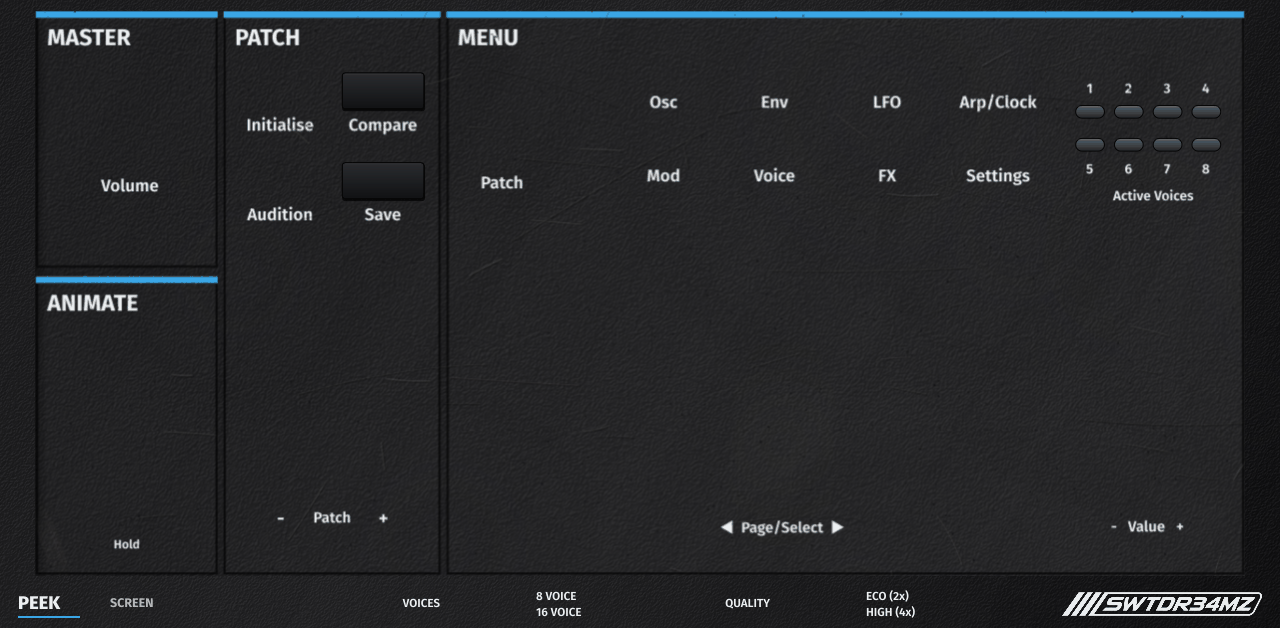 MASTER
PATCH
MENU
Volume
Initialise
Compare
Audition
Save
Patch
Osc
Env
LFO
Arp/Clock
Mod
Voice
FX
Settings
1 2 3 4
5 6 7 8
Active Voices
ANIMATE
Hold
- Patch +
◀ Page/Select ▶
- Value +
PEEK
SCREEN
VOICES
8 VOICE
16 VOICE
QUALITY
ECO (2x)
HIGH (4x)
SWTDR34MZ